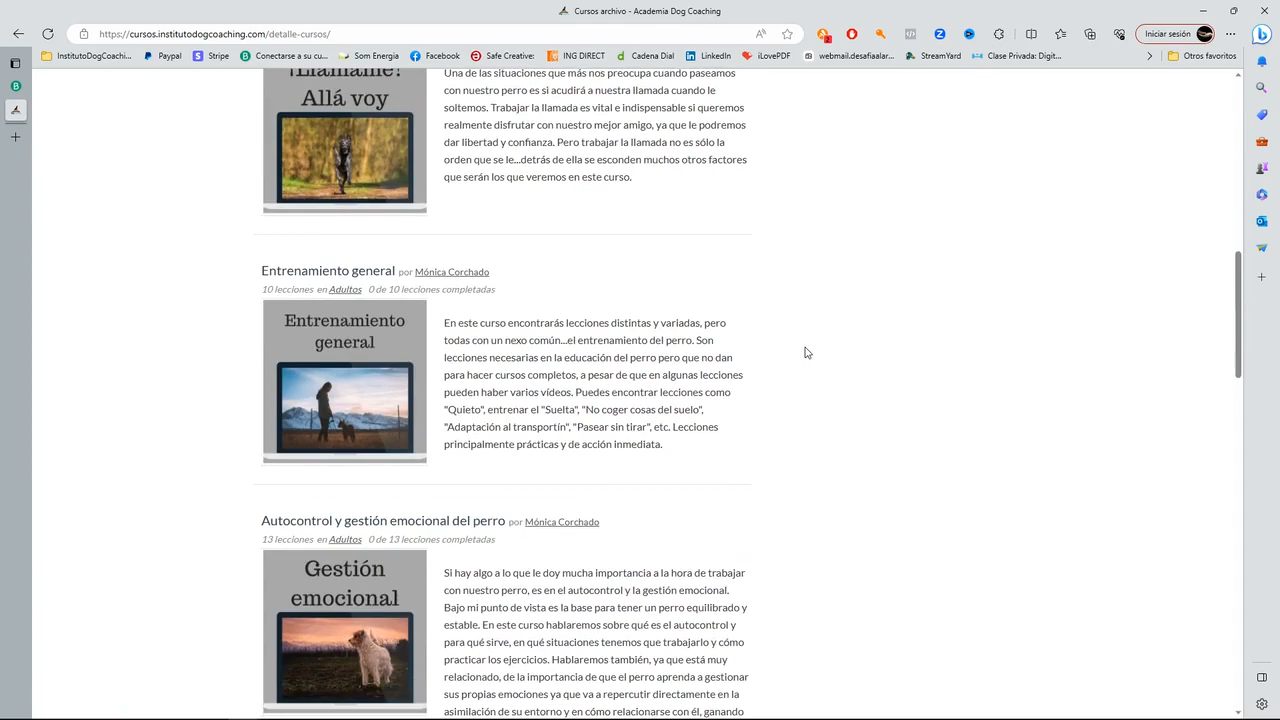 Cursos archivo - Academia Dog Coaching
https://cursos.institutodogcoaching.com/detalle-cursos/
Iniciar sesión
InstitutoDogCoachi...
Paypal
Stripe
Conectarse a su cu...
Som Energia
Facebook
Safe Creative:
ING DIRECT
Cadena Dial
LinkedIn
iLovePDF
webmail.desafiaalar...
StreamYard
Clase Privada: Digit...
Otros favoritos
¡Llámame!
Allá voy
Una de las situaciones que más nos preocupa cuando paseamos
con nuestro perro es si acudirá a nuestra llamada cuando le
soltemos. Trabajar la llamada es vital e indispensable si queremos
realmente disfrutar con nuestro mejor amigo, ya que le podremos
dar libertad y confianza. Pero trabajar la llamada no es sólo la
orden que se le...detrás de ella se esconden muchos otros factores
que serán los que veremos en este curso.
Entrenamiento general por Mónica Corchado
10 lecciones en Adultos 0 de 10 lecciones completadas
Entrenamiento
general
En este curso encontrarás lecciones distintas y variadas, pero
todas con un nexo común...el entrenamiento del perro. Son
lecciones necesarias en la educación del perro pero que no dan
para hacer cursos completos, a pesar de que en algunas lecciones
pueden haber varios vídeos. Puedes encontrar lecciones como
"Quieto", entrenar el "Suelta", "No coger cosas del suelo",
"Adaptación al transportín", "Pasear sin tirar", etc. Lecciones
principalmente prácticas y de acción inmediata.
Autocontrol y gestión emocional del perro por Mónica Corchado
13 lecciones en Adultos 0 de 13 lecciones completadas
Gestión
emocional
Si hay algo a lo que le doy mucha importancia a la hora de trabajar
con nuestro perro, es en el autocontrol y la gestión emocional.
Bajo mi punto de vista es la base para tener un perro equilibrado y
estable. En este curso hablaremos sobre qué es el autocontrol y
para qué sirve, en qué situaciones tenemos que trabajarlo y cómo
practicar los ejercicios. Hablaremos también, ya que está muy
relacionado, de la importancia de que el perro aprenda a gestionar
sus propias emociones ya que va a repercutir directamente en la
asimilación de su entorno y en cómo relacionarse con él, ganando